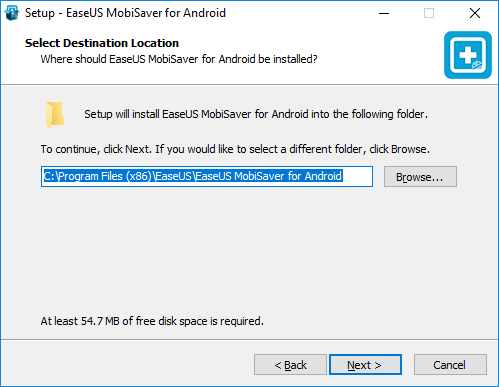 Setup - EaseUS MobiSaver for Android
Select Destination Location
Where should EaseUS MobiSaver for Android be installed?
Setup will install EaseUS MobiSaver for Android into the following folder.
To continue, click Next. If you would like to select a different folder, click Browse.
C:\Program Files (x86)\EaseUS\EaseUS MobiSaver for Android
Browse...
At least 54.7 MB of free disk space is required.
< Back
Next >
Cancel